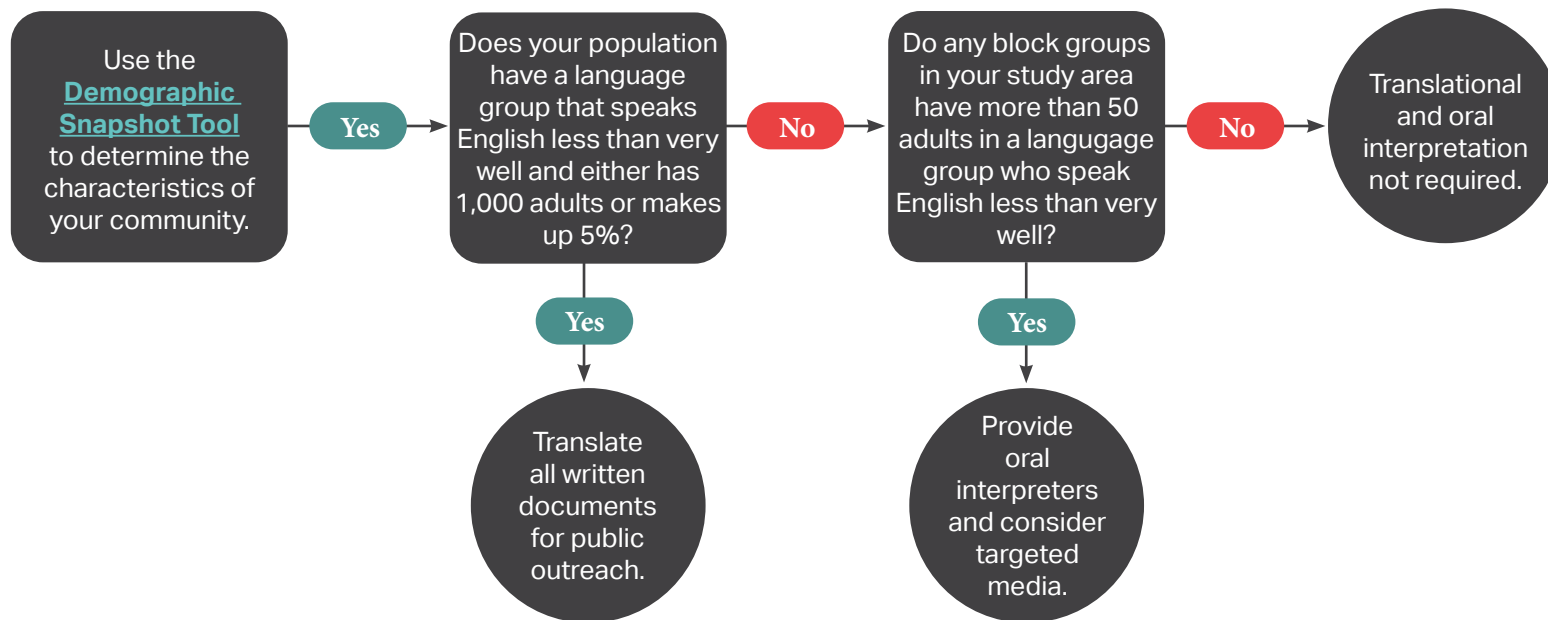 Use the
Demographic
Snapshot Tool
to determine the
characteristics of
your community.
Yes
Does your population
have a language
group that speaks
English less than very
well and either has
1,000 adults or makes
up 5%?
No
Do any block groups
in your study area
have more than 50
adults in a langugage
group who speak
English less than very
well?
No
Translational
and oral
interpretation
not required.
Yes
Translate
all written
documents
for public
outreach.
Yes
Provide
oral
interpreters
and consider
targeted
media.